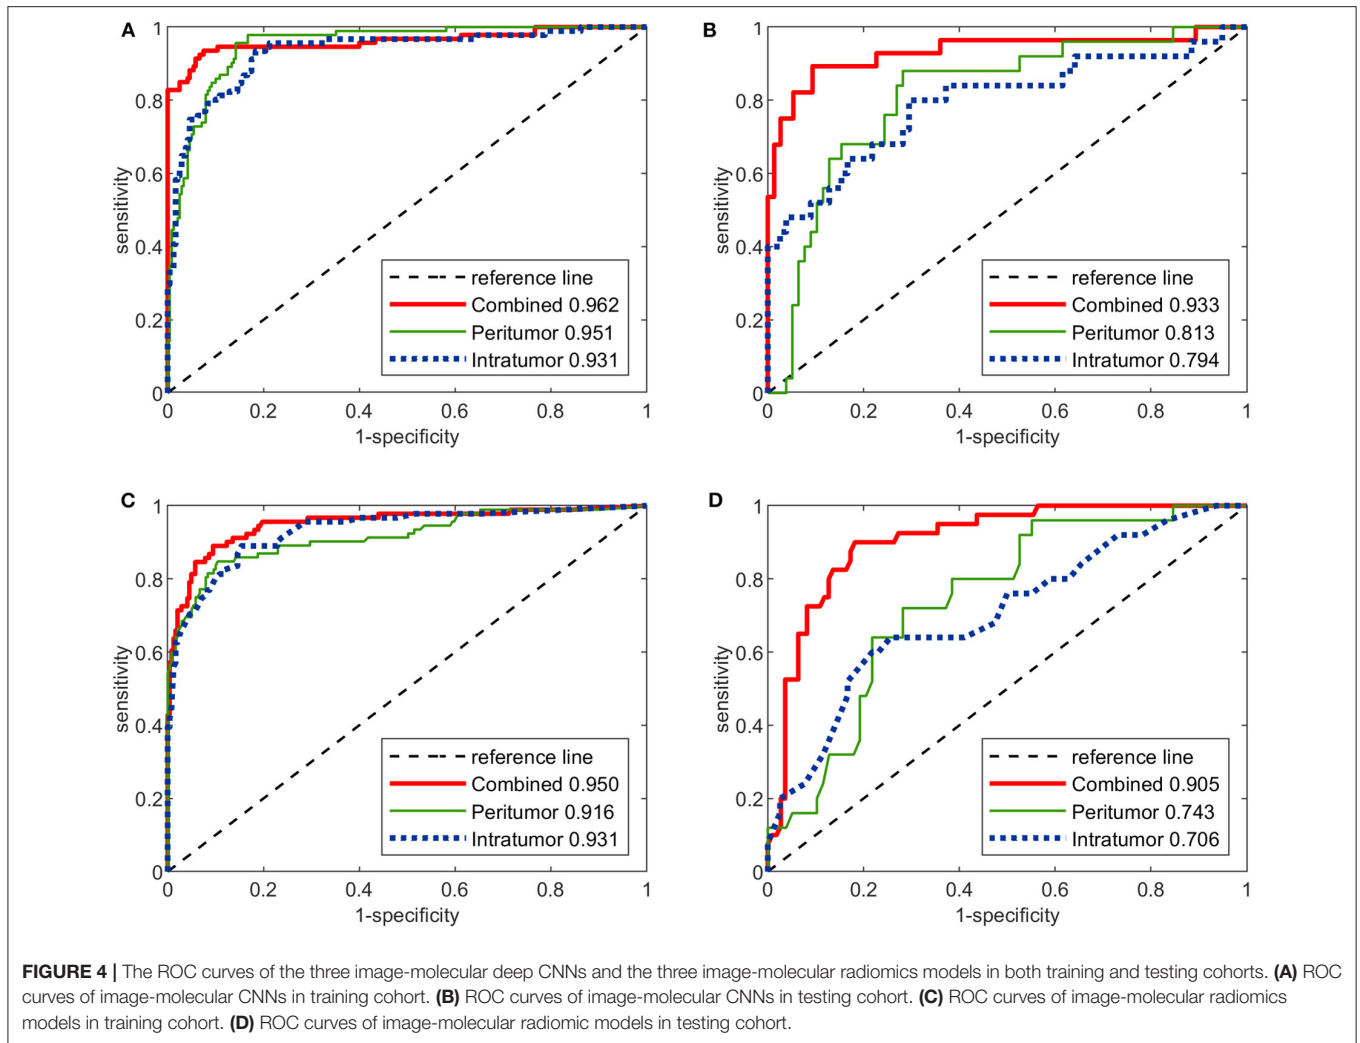 A
1
0.8
0.6
0.4
0.2
0
sensitivity
reference line
Combined 0.962
Peritumor 0.951
Intratumor 0.931
0 0.2 0.4 0.6 0.8 1
1-specificity
B
1
0.8
0.6
0.4
0.2
0
sensitivity
reference line
Combined 0.933
Peritumor 0.813
Intratumor 0.794
0 0.2 0.4 0.6 0.8 1
1-specificity
C
1
0.8
0.6
0.4
0.2
0
sensitivity
reference line
Combined 0.950
Peritumor 0.916
Intratumor 0.931
0 0.2 0.4 0.6 0.8 1
1-specificity
D
1
0.8
0.6
0.4
0.2
0
sensitivity
reference line
Combined 0.905
Peritumor 0.743
Intratumor 0.706
0 0.2 0.4 0.6 0.8 1
1-specificity
FIGURE 4 | The ROC curves of the three image-molecular deep CNNs and the three image-molecular radiomics models in both training and testing cohorts. (A) ROC
curves of image-molecular CNNs in training cohort. (B) ROC curves of image-molecular CNNs in testing cohort. (C) ROC curves of image-molecular radiomics
models in training cohort. (D) ROC curves of image-molecular radiomic models in testing cohort.